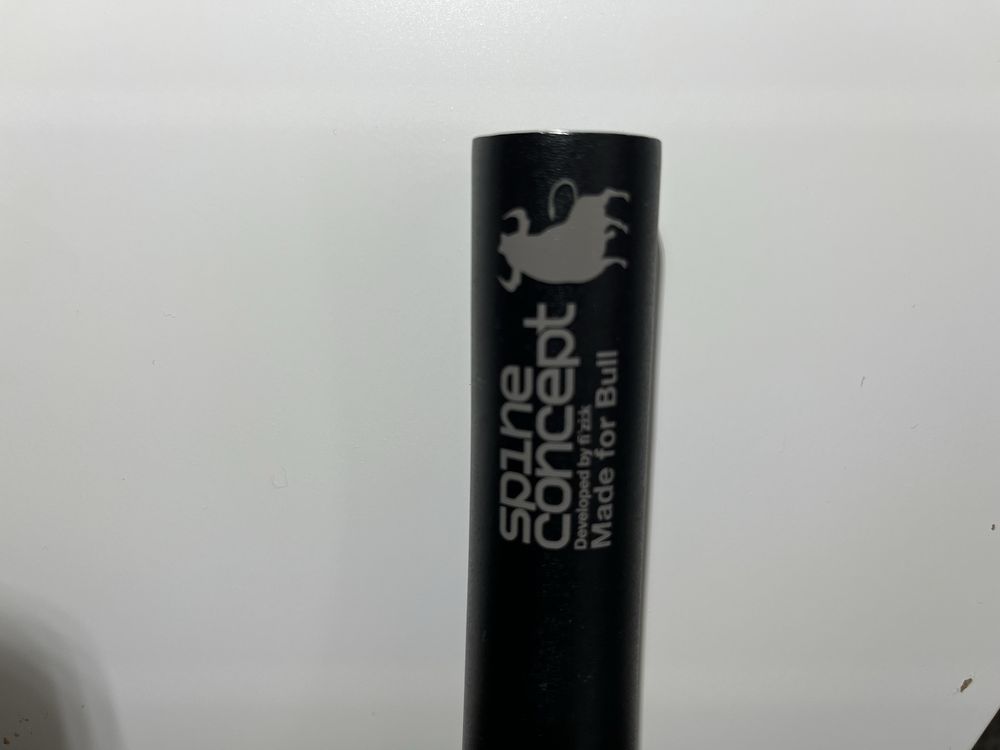 spine
concept
Developed by fi'zi:k
Made for Bull